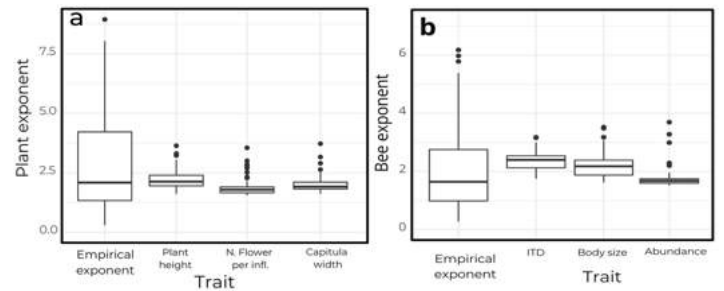 a
Plant exponent
7.5
5.0
2.5
0.0
Empirical
exponent
Plant
height
N. Flower
per infl.
Capitula
width
Trait
b
Bee exponent
6
4
2
0
Empirical
exponent
ITD
Body size
Abundance
Trait